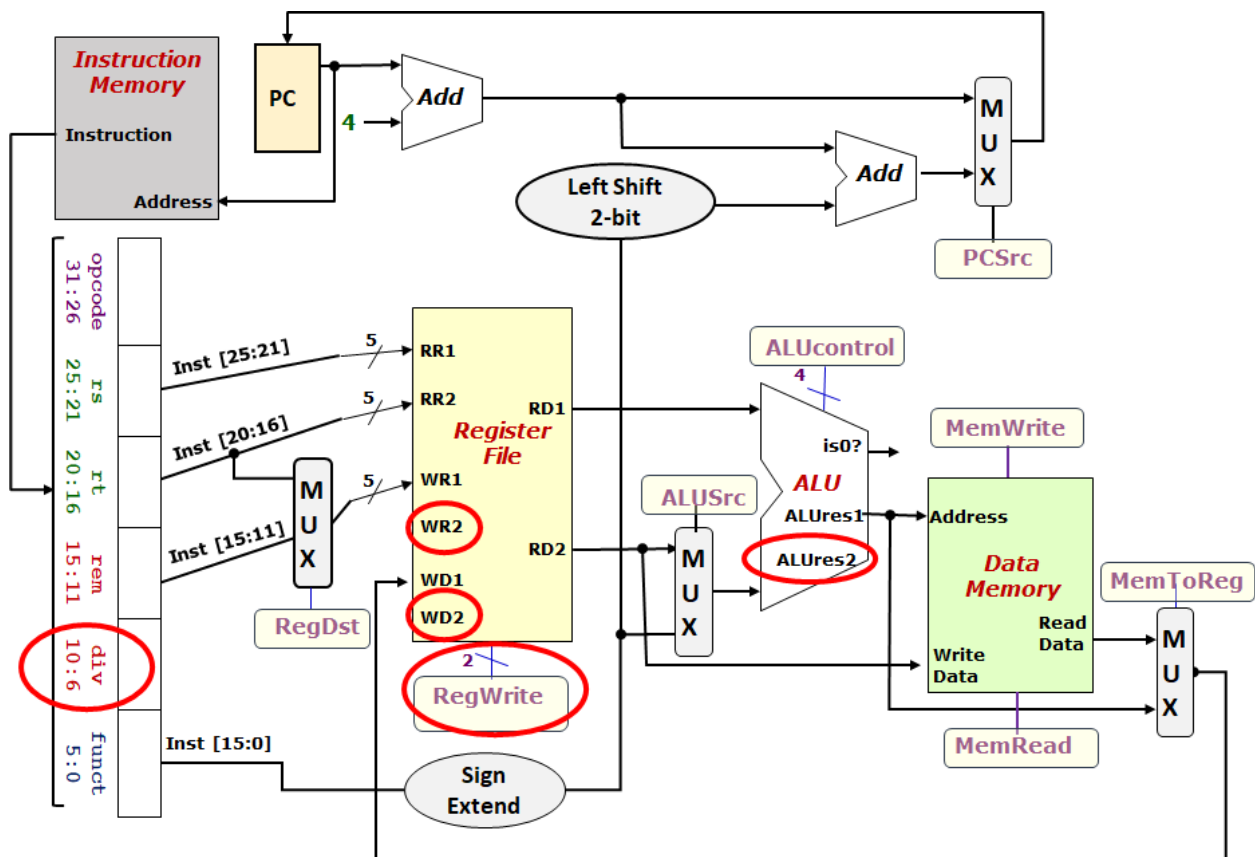 Instruction
Memory
Instruction
Address
PC
4
Add
Add
M
U
X
PCSrc
Left Shift
2-bit
opcode
31:26
rs
25:21
rt
20:16
rem
15:11
div
10:6
funct
5:0
Inst [25:21]
5
Inst [20:16]
5
Inst [15:11]
5
M
U
X
RegDst
RR1
RR2
WR1
WR2
WD1
WD2
RD1
RD2
Register
File
2
RegWrite
Inst [15:0]
Sign
Extend
ALUSrc
M
U
X
ALUcontrol
4
is0?
ALU
ALUres1
ALUres2
MemWrite
Address
Data
Memory
Read
Data
Write
Data
MemRead
MemToReg
M
U
X